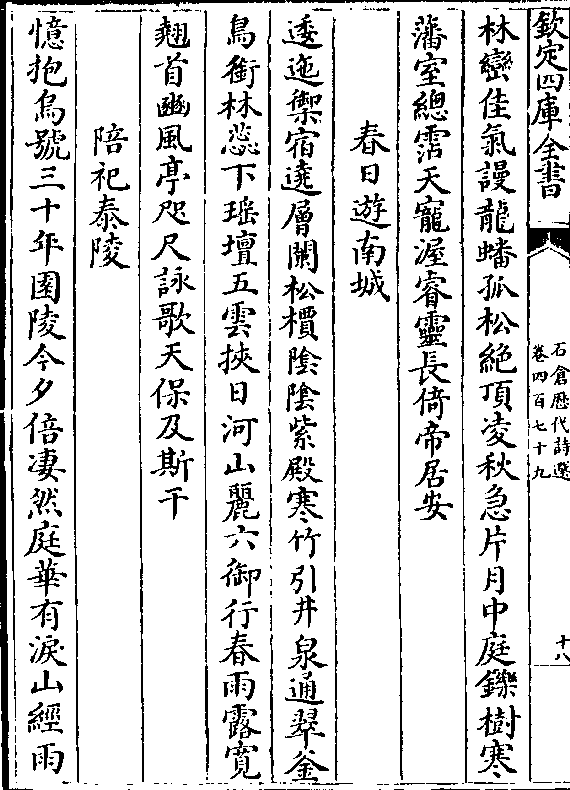 欽定四庫全書
石倉歴代詩選
卷四百七十九
十八
林巒佳氣謾龍蟠孤松絶頂凌秋急片月中庭鑠樹寒
藩室總霑天寵渥睿靈長倚帝居安
春日遊南城
逶迤禦宿遶層闌松檟陰陰紫殿寒竹引井泉通翠釜
鳥銜林蕊下瑶壇五雲挾日河山麗六御行春雨露寛
翹首豳風亭咫尺詠歌天保及斯干
陪祀泰陵
憶抱烏號三十年園陵今夕倍凄然庭華有淚山經雨